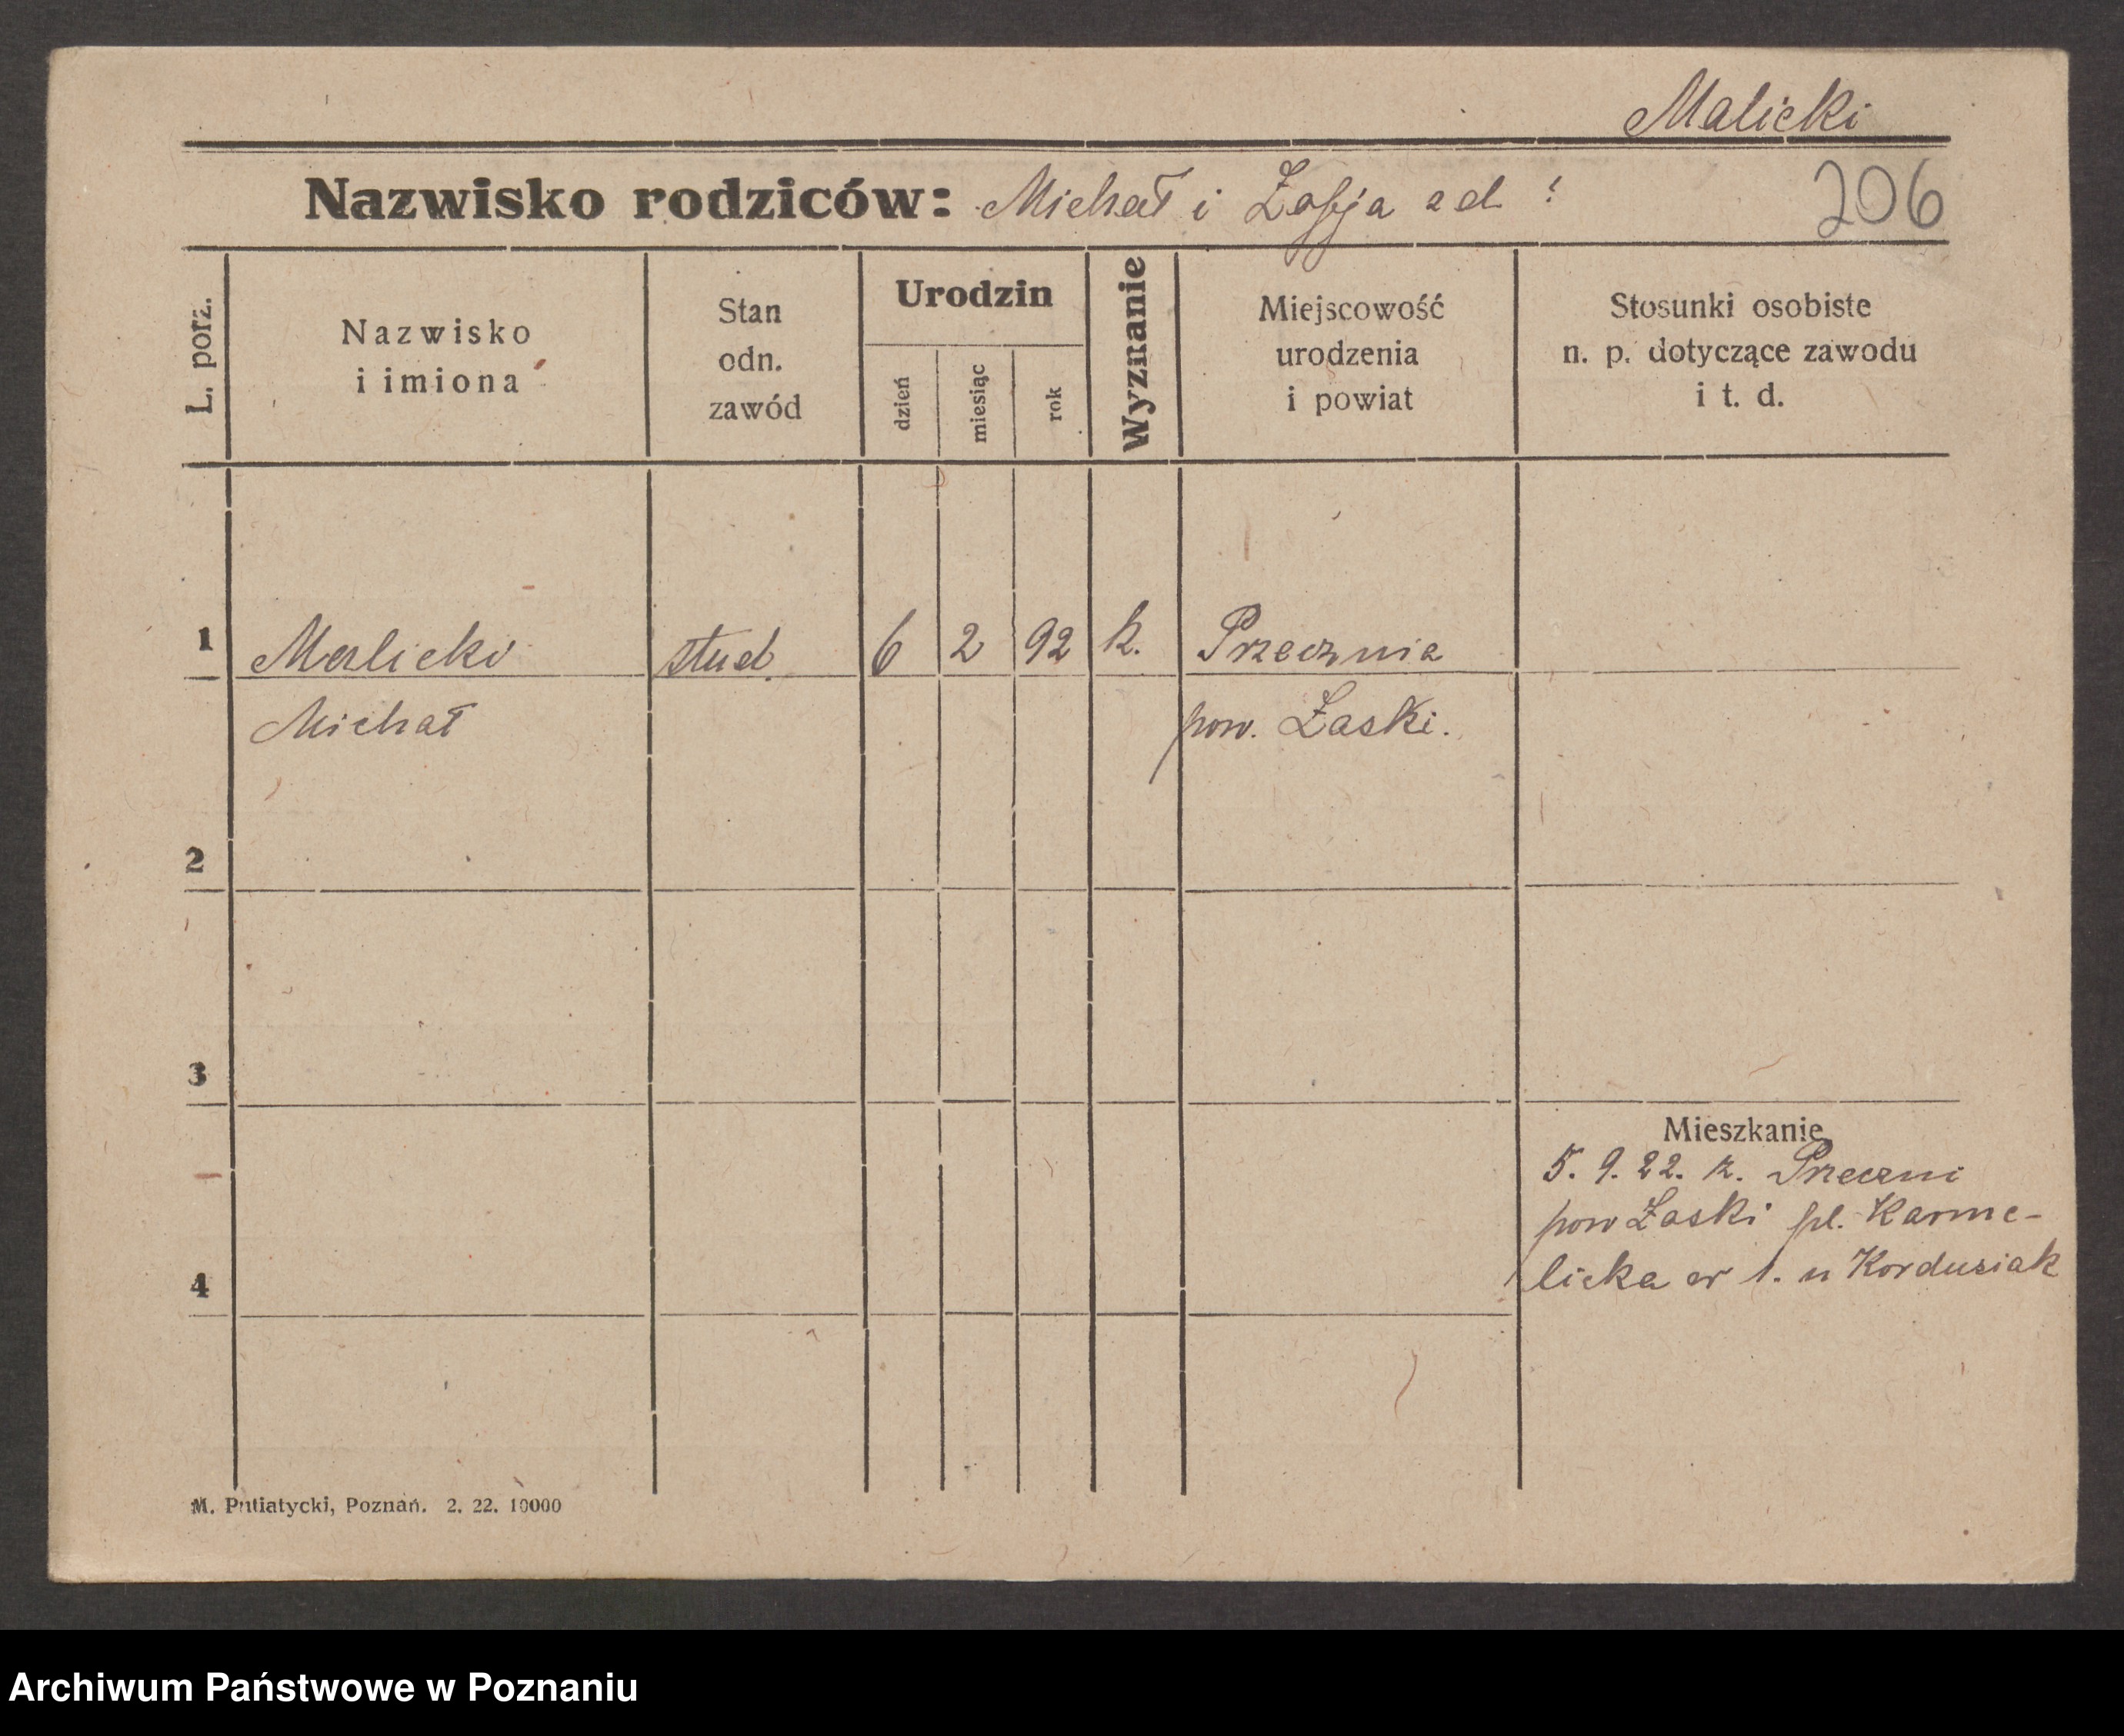 Malicki
Nazwisko rodziców: Michał i Zofja zd ?
206
L. porz.
Nazwisko
i imiona
Stan
odn.
zawód
Urodzin
dzień
miesiąc
rok
Wyznanie
Miejscowość
urodzenia
i powiat
Stosunki osobiste
n. p. dotyczące zawodu
i t. d.
1 Malicki stud. 6 2 92 k. Przecznia
Michał pow. Łaski.
2
3
Mieszkanie
5. 9. 22. z. Przeczni
pow Łaski pl. Karme-
4 licka 1. u Kordusiak
M. Putiatycki, Poznań. 2. 22. 10000
Archiwum Państwowe w Poznaniu